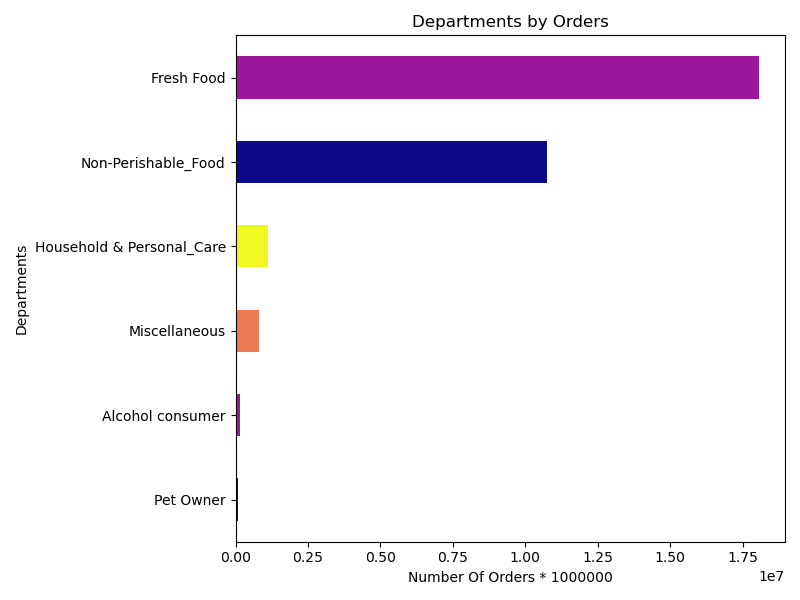 Departments by Orders
Fresh Food
Non-Perishable_Food
Household & Personal_Care
Miscellaneous
Alcohol consumer
Pet Owner
Departments
0.00 0.25 0.50 0.75 1.00 1.25 1.50 1.75
1e7
Number Of Orders * 1000000